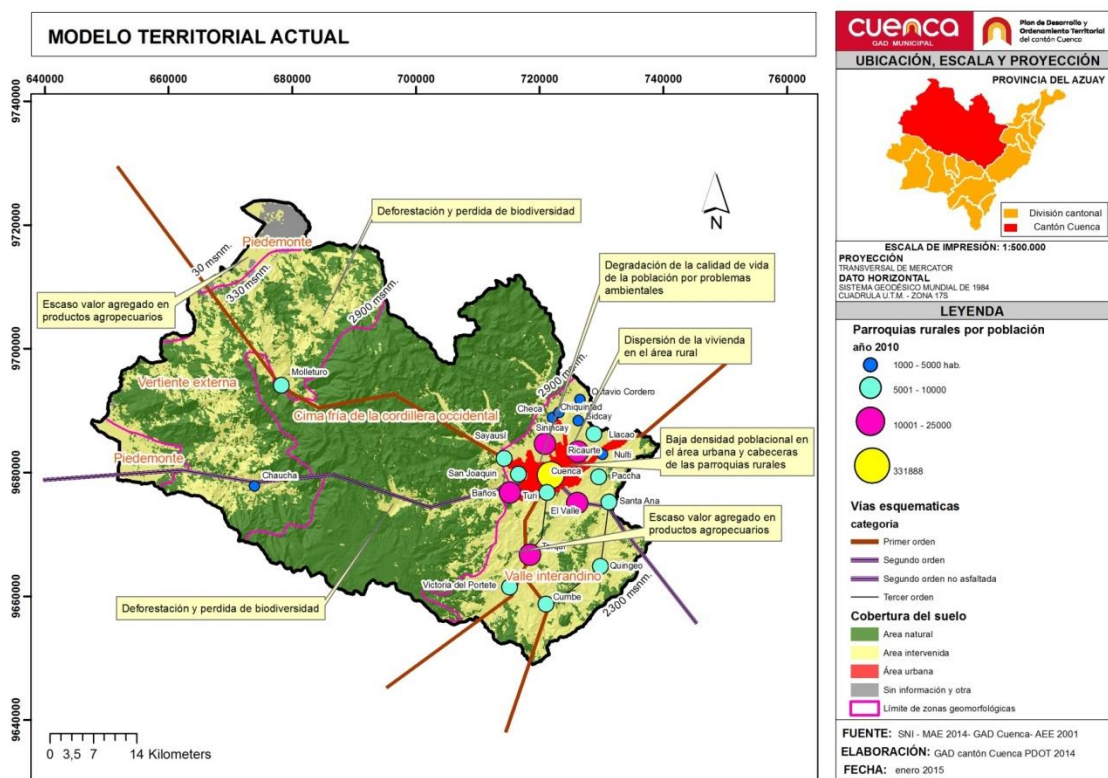 MODELO TERRITORIAL ACTUAL
640000
660000
680000
700000
720000
740000
760000
9740000
9720000
9700000
9680000
9660000
9640000
Deforestación y perdida de biodiversidad
Piedemonte
30 msnm.
330 msnm.
2900 msnm.
Escaso valor agregado en
productos agropecuarios
Degradación de la calidad de vida
de la población por problemas
ambientales
Dispersión de la vivienda
en el área rural
Molleturo
Vertiente externa
Cima fría de la cordillera occidental
2900 msnm.
Octavio Cordero
Checa
Chiquintad
Sidcay
Sinincay
Llacao
Sayausí
Ricaurte
Nulti
Baja densidad poblacional en
el área urbana y cabeceras
de las parroquias rurales
Piedemonte
Chaucha
San Joaquin
Cuenca
Paccha
Baños
Turi
El Valle
Santa Ana
Escaso valor agregado en
productos agropecuarios
Quingeo
Valle interandino
Victoria del Portete
Cumbe
2300 msnm.
Deforestación y perdida de biodiversidad
N
0 3,5 7 14 Kilometers
cuenca
GAD MUNICIPAL
Plan de Desarrollo y
Ordenamiento Territorial
del cantón Cuenca
UBICACIÓN, ESCALA Y PROYECCIÓN
PROVINCIA DEL AZUAY
División cantonal
Cantón Cuenca
ESCALA DE IMPRESIÓN: 1:500.000
PROYECCIÓN
TRANSVERSAL DE MERCATOR
DATO HORIZONTAL
SISTEMA GEODÉSICO MUNDIAL DE 1984
CUADRULA U.T.M. - ZONA 17S
LEYENDA
Parroquias rurales por población
año 2010
1000 - 5000 hab.
5001 - 10000
10001 - 25000
331888
Vías esquematicas
categoria
Primer orden
Segundo orden
Segundo orden no asfaltada
Tercer orden
Cobertura del suelo
Area natural
Area intervenida
Área urbana
Sin información y otra
Límite de zonas geomorfológicas
FUENTE: SNI - MAE 2014- GAD Cuenca- AEE 2001
ELABORACIÓN: GAD cantón Cuenca PDOT 2014
FECHA: enero 2015